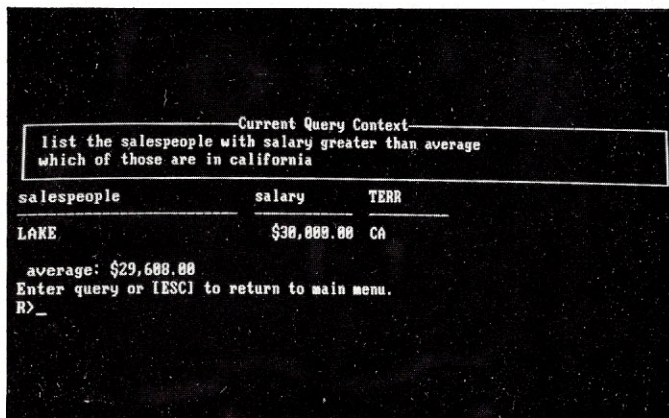 Current Query Context
list the salespeople with salary greater than average
which of those are in california
salespeople salary TERR
LAKE $30,000.00 CA
average: $29,608.00
Enter query or [ESC] to return to main menu.
R>_